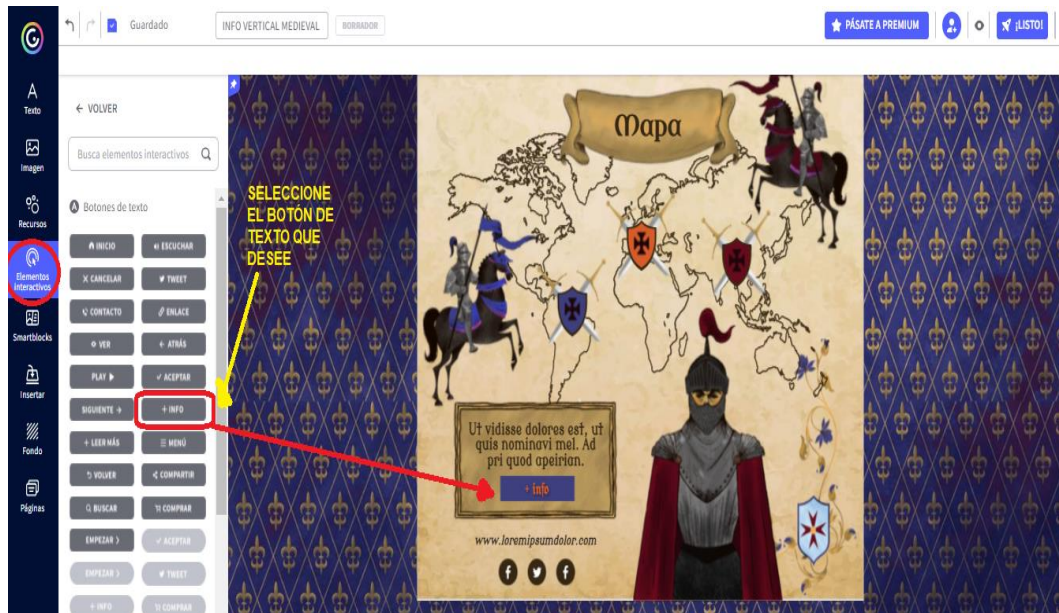 Guardado
INFO VERTICAL MEDIEVAL
BORRADOR
PÁSATE A PREMIUM
¡LISTO!
Texto
Imagen
Recursos
Elementos
interactivos
Smartblocks
Insertar
Fondo
Páginas
← VOLVER
Busca elementos interactivos
Botones de texto
INICIO
ESCUCHAR
CANCELAR
TWEET
CONTACTO
ENLACE
VER
← ATRÁS
PLAY
ACEPTAR
SIGUIENTE →
+ INFO
+ LEER MÁS
MENÚ
VOLVER
COMPARTIR
BUSCAR
COMPRAR
EMPEZAR >
ACEPTAR
EMPEZAR >
TWEET
+ INFO
COMPRAR
SELECCIONE
EL BOTÓN DE
TEXTO QUE
DESEE
Mapa
Ut vidisse dolores est, ut
quis nominavi mel. Ad
pri quod apeirian.
+ info
www.loremipsumdolor.com